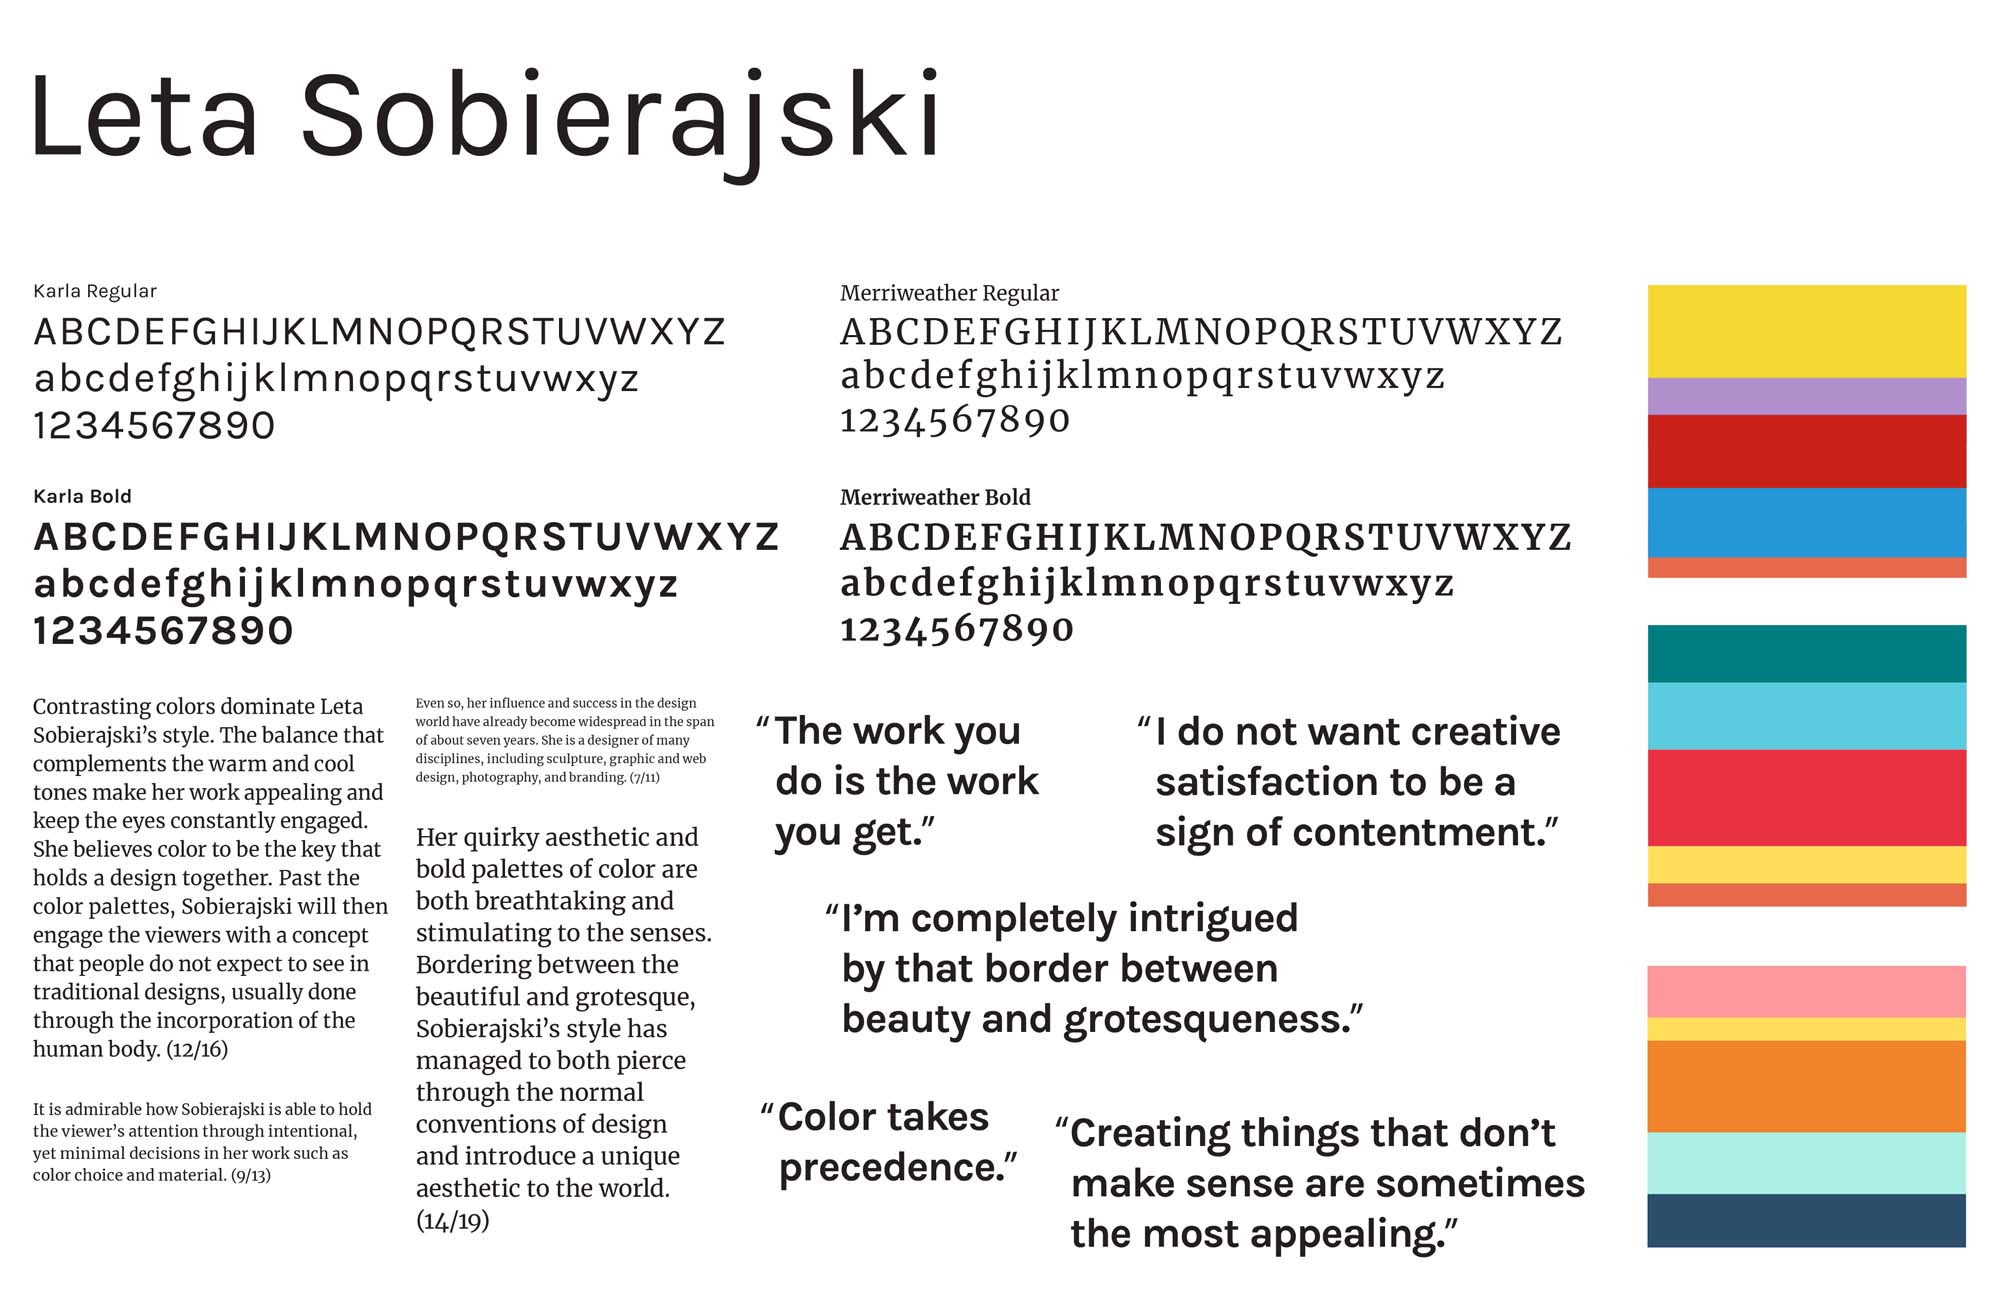 Leta Sobierajski
Karla Regular
ABCDEFGHIJKLMNOPQRSTUVWXYZ
abcdefghijklmnopqrstuvwxyz
1234567890
Merriweather Regular
ABCDEFGHIJKLMNOPQRSTUVWXYZ
abcdefghijklmnopqrstuvwxyz
1234567890
Karla Bold
ABCDEFGHIJKLMNOPQRSTUVWXYZ
abcdefghijklmnopqrstuvwxyz
1234567890
Merriweather Bold
ABCDEFGHIJKLMNOPQRSTUVWXYZ
abcdefghijklmnopqrstuvwxyz
1234567890
Contrasting colors dominate Leta
Sobierajski’s style. The balance that
complements the warm and cool
tones make her work appealing and
keep the eyes constantly engaged.
She believes color to be the key that
holds a design together. Past the
color palettes, Sobierajski will then
engage the viewers with a concept
that people do not expect to see in
traditional designs, usually done
through the incorporation of the
human body. (12/16)
It is admirable how Sobierajski is able to hold
the viewer’s attention through intentional,
yet minimal decisions in her work such as
color choice and material. (9/13)
Even so, her influence and success in the design
world have already become widespread in the span
of about seven years. She is a designer of many
disciplines, including sculpture, graphic and web
design, photography, and branding. (7/11)
Her quirky aesthetic and
bold palettes of color are
both breathtaking and
stimulating to the senses.
Bordering between the
beautiful and grotesque,
Sobierajski’s style has
managed to both pierce
through the normal
conventions of design
and introduce a unique
aesthetic to the world.
(14/19)
“The work you
do is the work
you get.”
“I do not want creative
satisfaction to be a
sign of contentment.”
“I’m completely intrigued
by that border between
beauty and grotesqueness.”
“Color takes
precedence.”
“Creating things that don’t
make sense are sometimes
the most appealing.”